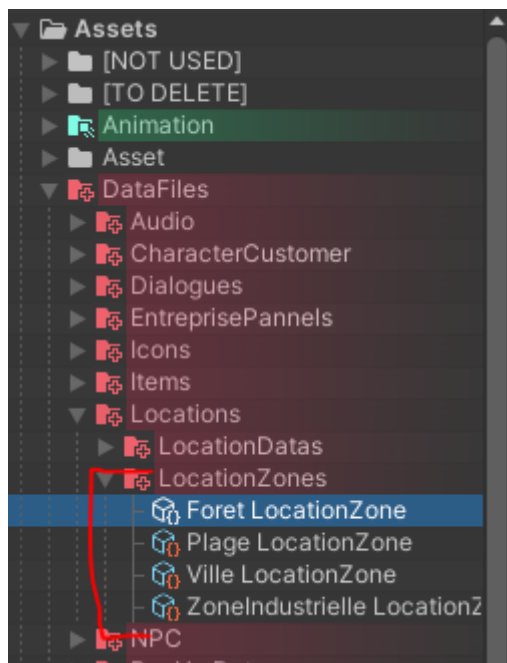 Assets
[NOT USED]
[TO DELETE]
Animation
Asset
DataFiles
Audio
CharacterCustomer
Dialogues
EntreprisePannels
Icons
Items
Locations
LocationDatas
LocationZones
Foret LocationZone
Plage LocationZone
Ville LocationZone
ZoneIndustrielle LocationZ
NPC